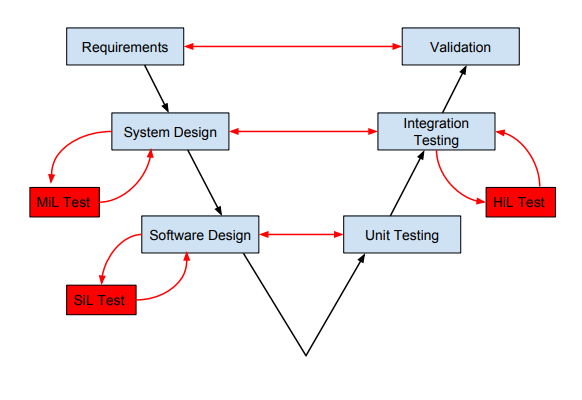 Requirements
Validation
System Design
Integration
Testing
MiL Test
HiL Test
Software Design
Unit Testing
SiL Test